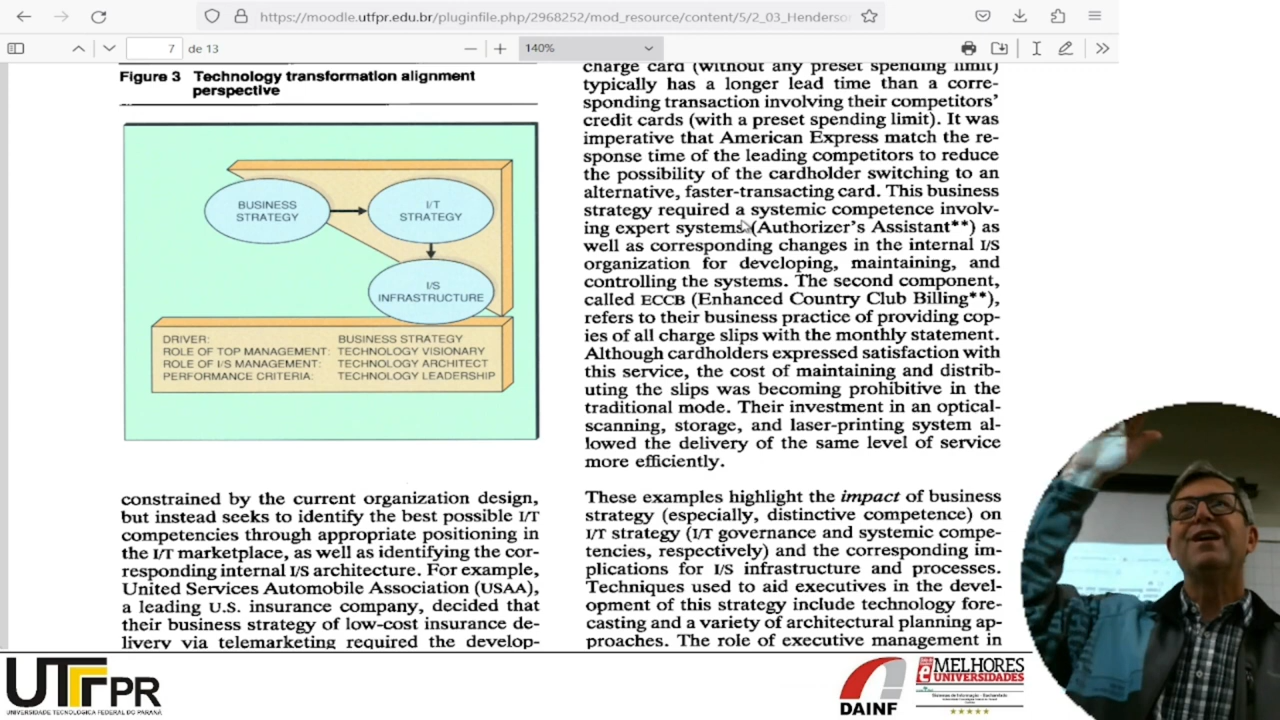 https://moodle.utfpr.edu.br/pluginfile.php/2968252/mod_resource/content/5/2_03_Henderso
7
de 13
140%
Figure 3 Technology transformation alignment
perspective
BUSINESS
STRATEGY
I/T
STRATEGY
I/S
INFRASTRUCTURE
DRIVER: BUSINESS STRATEGY
ROLE OF TOP MANAGEMENT: TECHNOLOGY VISIONARY
ROLE OF I/S MANAGEMENT: TECHNOLOGY ARCHITECT
PERFORMANCE CRITERIA: TECHNOLOGY LEADERSHIP
constrained by the current organization design,
but instead seeks to identify the best possible I/T
competencies through appropriate positioning in
the I/T marketplace, as well as identifying the cor-
responding internal I/S architecture. For example,
United Services Automobile Association (USAA),
a leading U.S. insurance company, decided that
their business strategy of low-cost insurance de-
livery via telemarketing required the develop-
charge card (without any preset spending limit)
typically has a longer lead time than a corre-
sponding transaction involving their competitors'
credit cards (with a preset spending limit). It was
imperative that American Express match the re-
sponse time of the leading competitors to reduce
the possibility of the cardholder switching to an
alternative, faster-transacting card. This business
strategy required a systemic competence involv-
ing expert systems (Authorizer's Assistant**) as
well as corresponding changes in the internal I/S
organization for developing, maintaining, and
controlling the systems. The second component,
called ECCB (Enhanced Country Club Billing**),
refers to their business practice of providing cop-
ies of all charge slips with the monthly statement.
Although cardholders expressed satisfaction with
this service, the cost of maintaining and distrib-
uting the slips was becoming prohibitive in the
traditional mode. Their investment in an optical-
scanning, storage, and laser-printing system al-
lowed the delivery of the same level of service
more efficiently.
These examples highlight the impact of business
strategy (especially, distinctive competence) on
I/T strategy (I/T governance and systemic compe-
tencies, respectively) and the corresponding im-
plications for I/S infrastructure and processes.
Techniques used to aid executives in the devel-
opment of this strategy include technology fore-
casting and a variety of architectural planning ap-
proaches. The role of executive management in
UTFPR
UNIVERSIDADE TECNOLÓGICA FEDERAL DO PARANÁ
DAINF
MELHORES
UNIVERSIDADES
Sistemas de Informação - Bacharelado